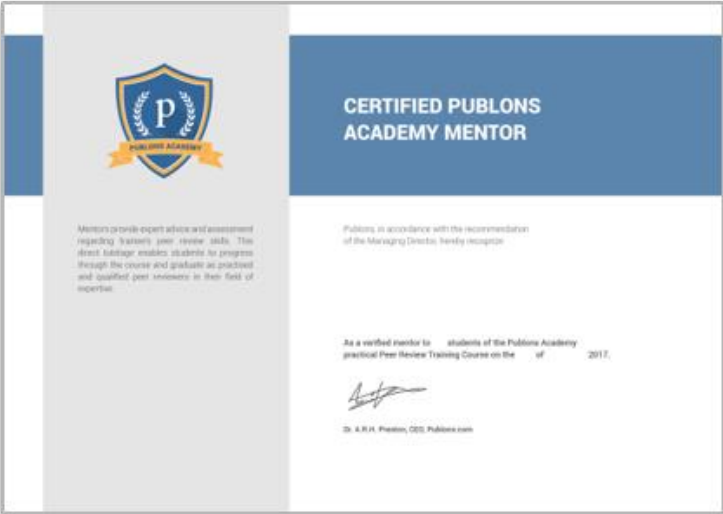 p
PUBLONS ACADEMY
CERTIFIED PUBLONS
ACADEMY MENTOR
Mentors provide expert advice and assessment
regarding trainee's peer review skills. This
direct tutelage enables students to progress
through the course and graduate as practised
and qualified peer reviewers in their field of
expertise.
Publons, in accordance with the recommendation
of the Managing Director, hereby recognize
As a verified mentor to students of the Publons Academy
practical Peer Review Training Course on the of 2017.
Dr. A.R.H. Preston, CEO, Publons.com